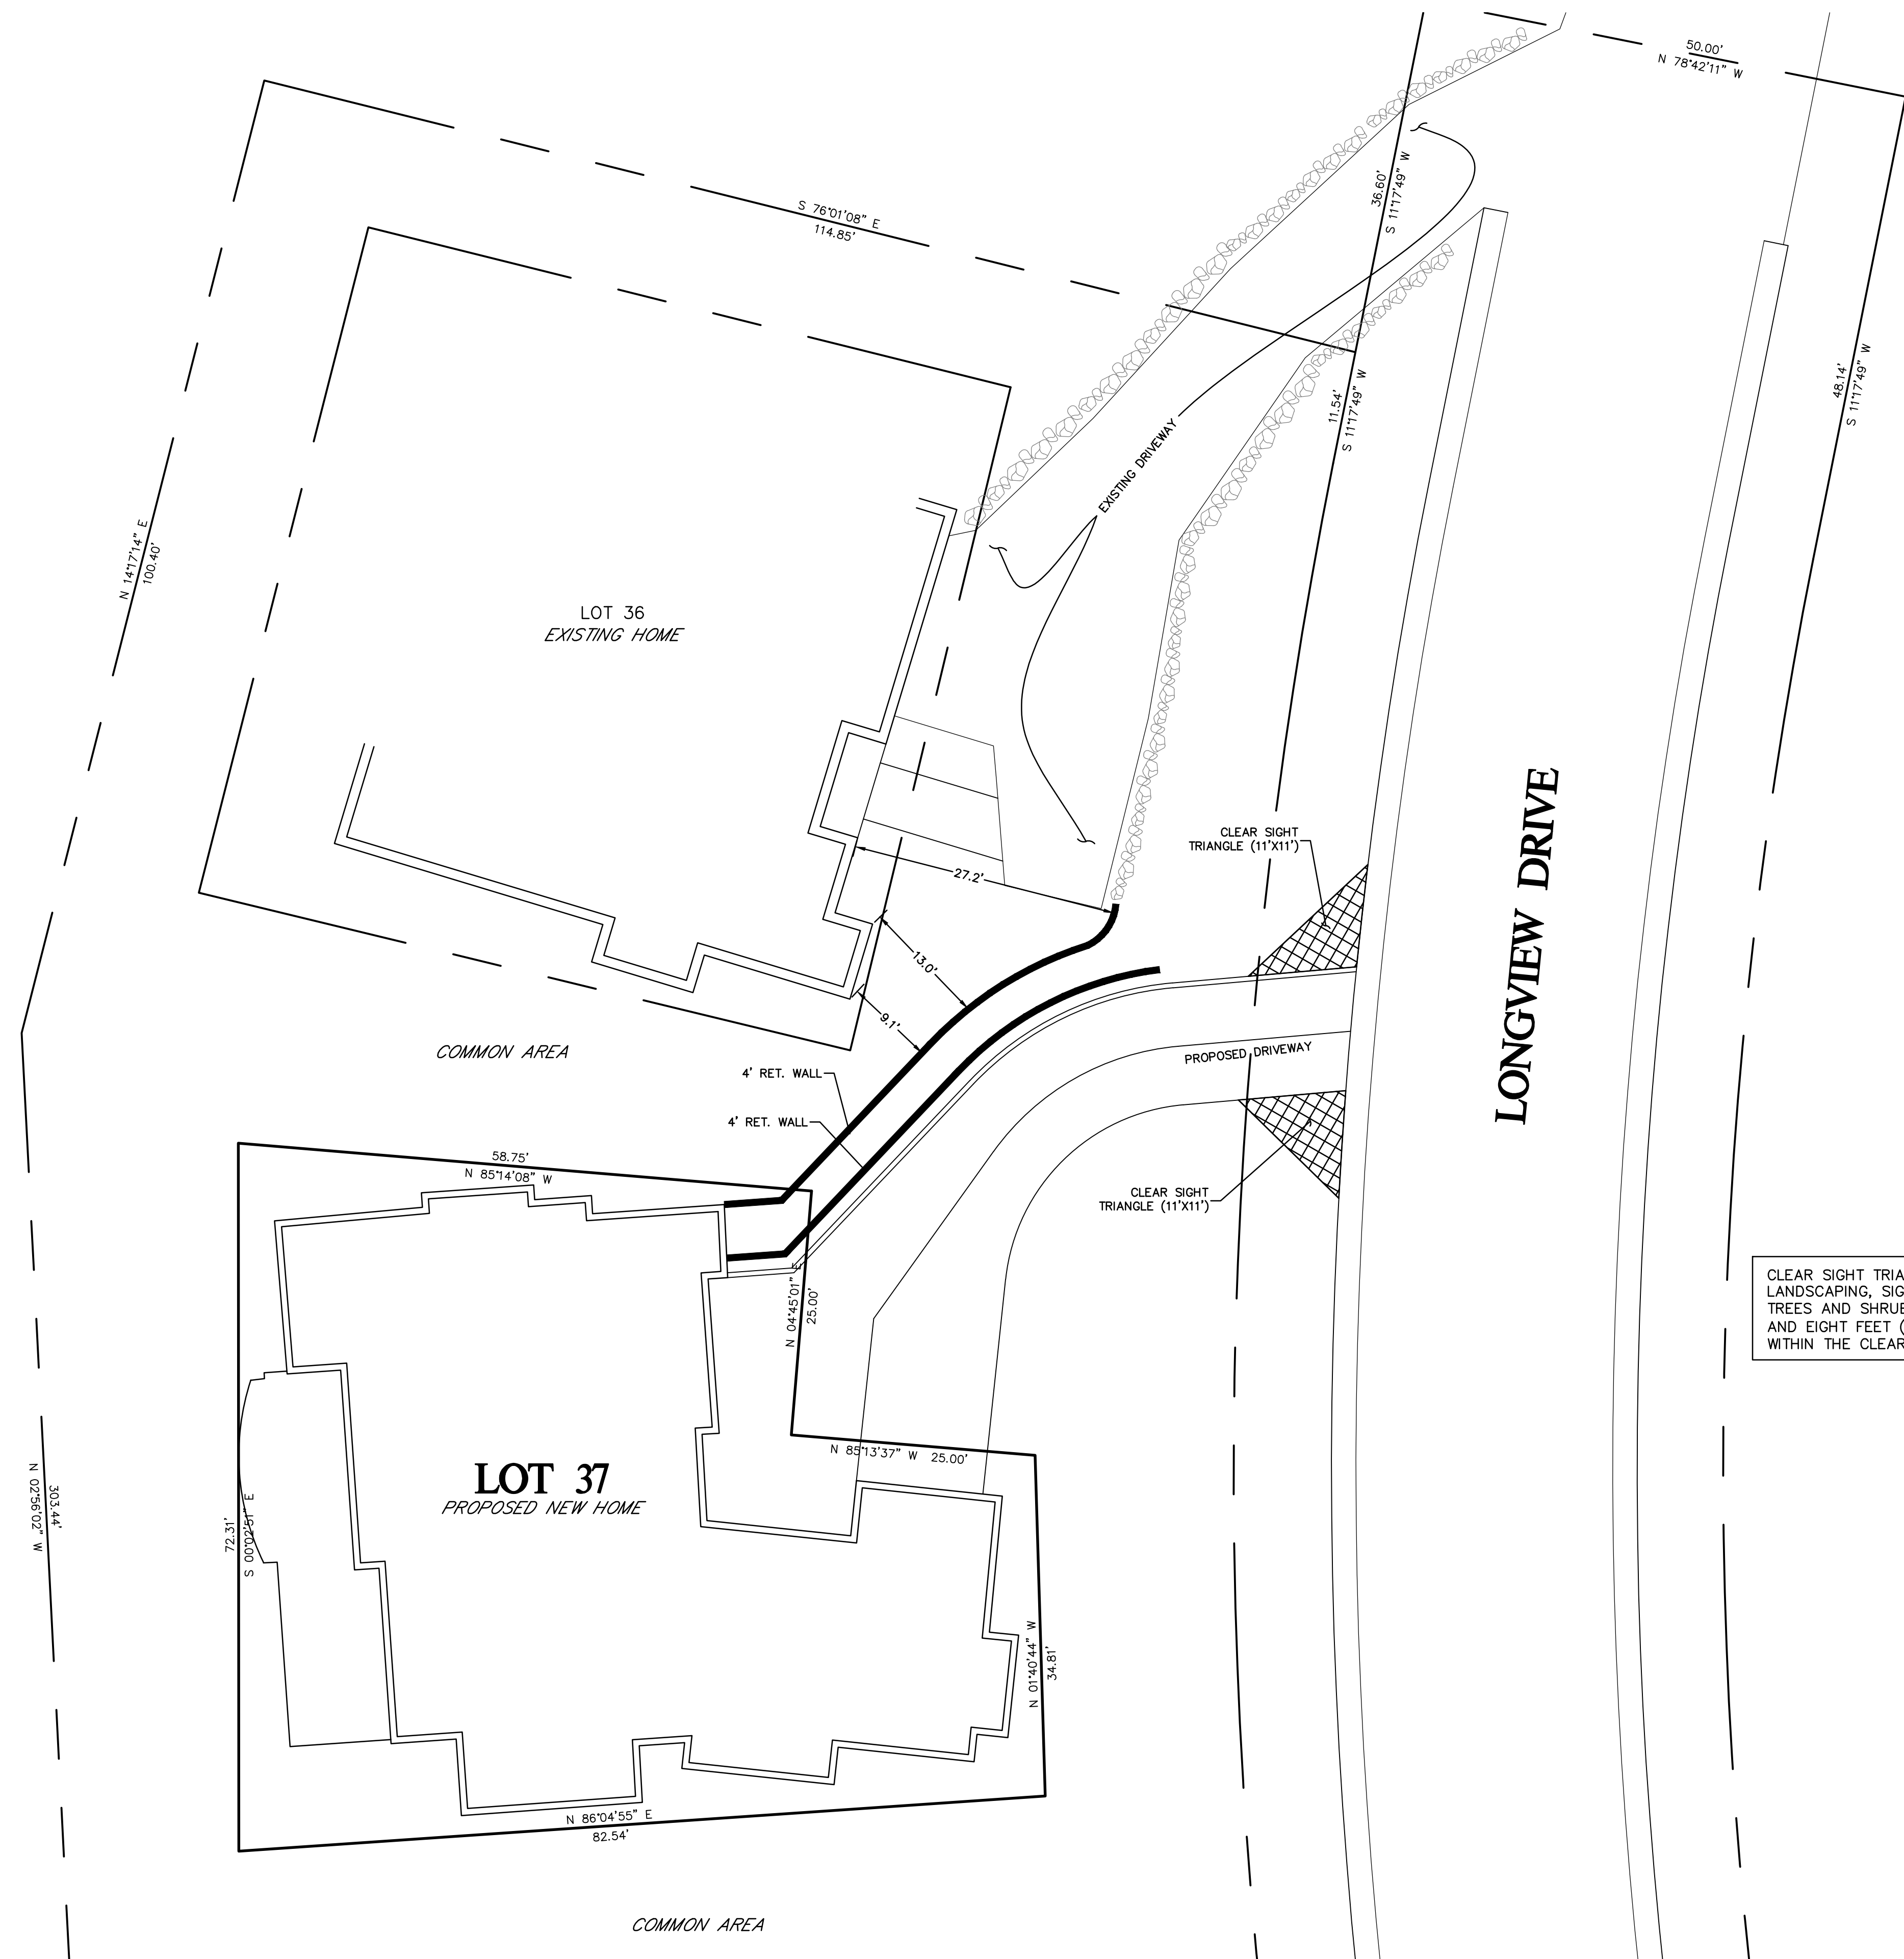 50.00'
N 78°42'11" W
S 76°01'08" E
114.85'
36.60'
S 11°17'49" W
11.54'
S 11°17'49" W
48.14'
S 11°17'49" W
EXISTING DRIVEWAY
N 14°17'14" E
100.40'
LOT 36
EXISTING HOME
LONGVIEW DRIVE
CLEAR SIGHT
TRIANGLE (11'X11')
27.2'
13.0'
9.1'
COMMON AREA
4' RET. WALL
4' RET. WALL
PROPOSED DRIVEWAY
58.75'
N 85°14'08" W
CLEAR SIGHT
TRIANGLE (11'X11')
N 04°45'01" E
25.00'
CLEAR SIGHT TRIA
LANDSCAPING, SIG
TREES AND SHRUE
AND EIGHT FEET (
WITHIN THE CLEAR
N 85°13'37" W 25.00'
LOT 37
PROPOSED NEW HOME
303.44'
N 02°56'02" W
72.31'
S 00°02'51" E
N 01°40'44" W
34.81'
N 86°04'55" E
82.54'
COMMON AREA